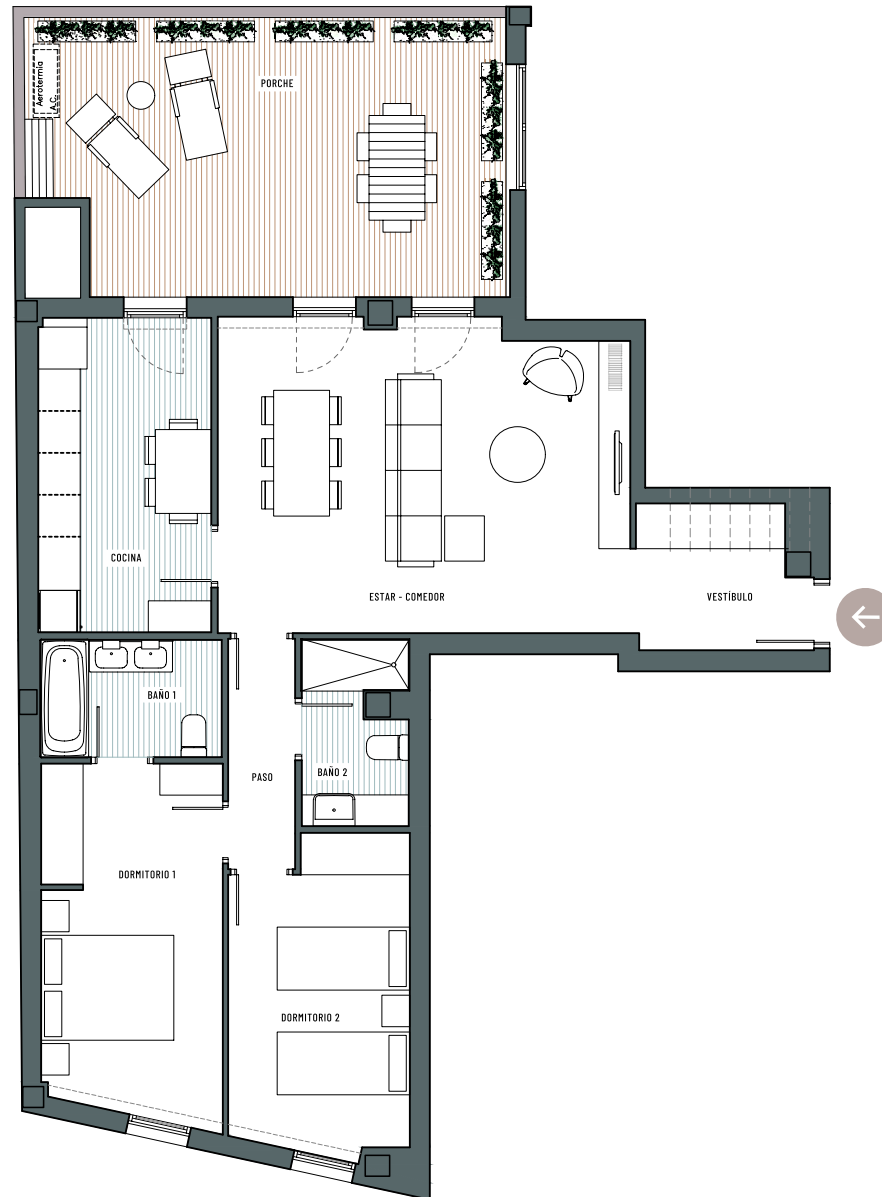 PORCHE
Aerotermia
A.C.
COCINA
ESTAR - COMEDOR
VESTÍBULO
BAÑO 1
BAÑO 2
PASO
DORMITORIO 1
DORMITORIO 2